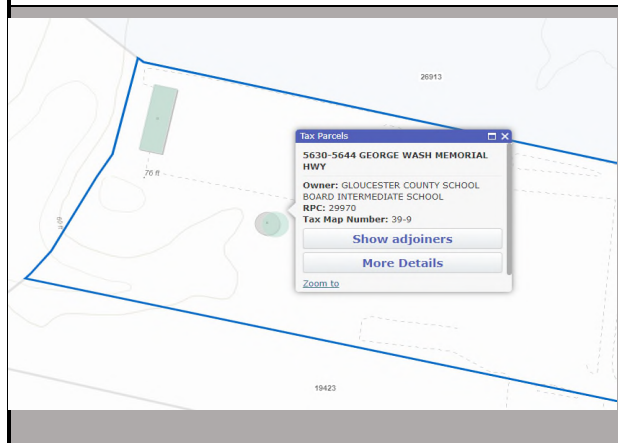 26913
Tax Parcels
5630-5644 GEORGE WASH MEMORIAL
HWY
Owner: GLOUCESTER COUNTY SCHOOL
BOARD INTERMEDIATE SCHOOL
RPC: 29970
Tax Map Number: 39-9
Show adjoiners
More Details
Zoom to
76 ft
19423